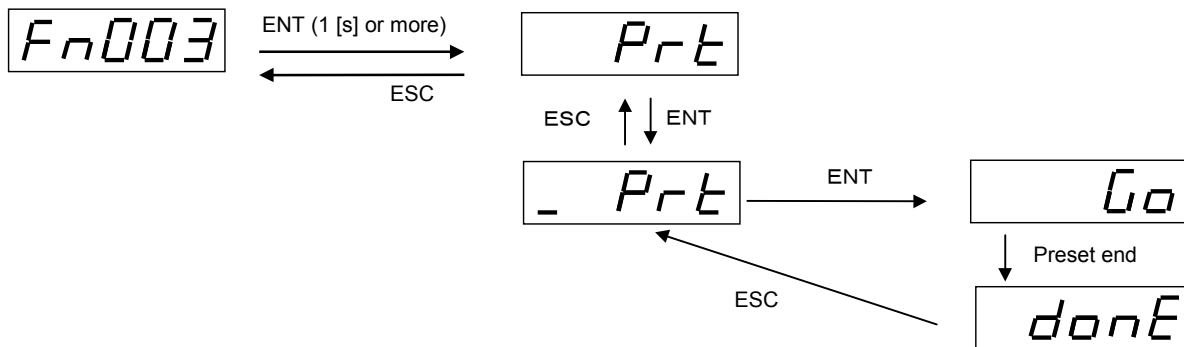 Fn003
ENT (1 [s] or more)
ESC
Prt
ESC
ENT
_ Prt
ENT
Go
Preset end
ESC
donE